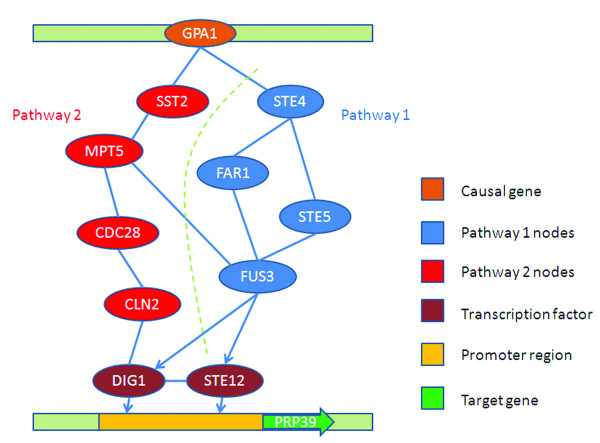 GPA1
SST2
STE4
Pathway 2
Pathway 1
MPT5
FAR1
Causal gene
STE5
CDC28
Pathway 1 nodes
FUS3
Pathway 2 nodes
CLN2
Transcription factor
Promoter region
DIG1
STE12
Target gene
PRP39